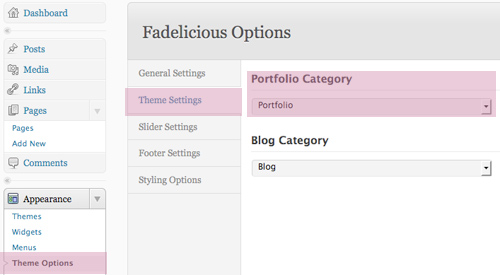 Dashboard
Posts
Media
Links
Pages
Pages
Add New
Comments
Appearance
Themes
Widgets
Menus
Theme Options
Fadelicious Options
General Settings
Theme Settings
Slider Settings
Footer Settings
Styling Options
Portfolio Category
Portfolio
Blog Category
Blog